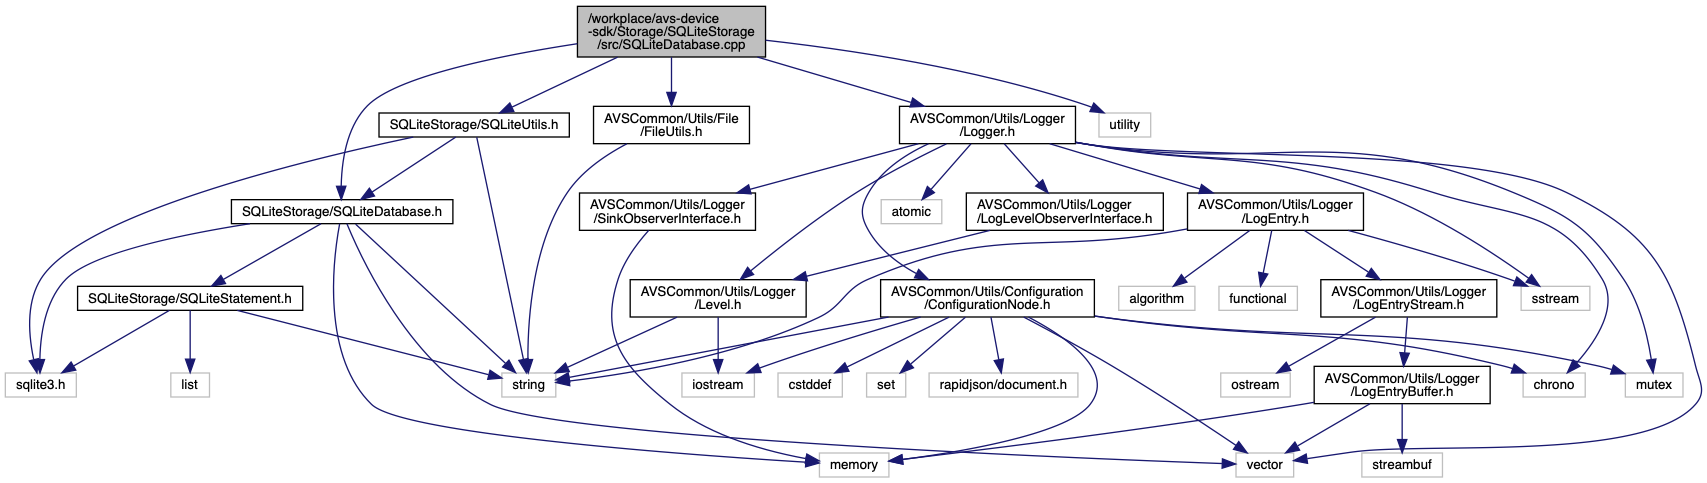 /workplace/avs-device
-sdk/Storage/SQLiteStorage
/src/SQLiteDatabase.cpp
SQLiteStorage/SQLiteUtils.h
AVSCommon/Utils/File
/FileUtils.h
AVSCommon/Utils/Logger
/Logger.h
utility
SQLiteStorage/SQLiteDatabase.h
AVSCommon/Utils/Logger
/SinkObserverInterface.h
atomic
AVSCommon/Utils/Logger
/LogLevelObserverInterface.h
AVSCommon/Utils/Logger
/LogEntry.h
SQLiteStorage/SQLiteStatement.h
AVSCommon/Utils/Logger
/Level.h
AVSCommon/Utils/Configuration
/ConfigurationNode.h
algorithm
functional
AVSCommon/Utils/Logger
/LogEntryStream.h
sstream
sqlite3.h
list
string
iostream
cstddef
set
rapidjson/document.h
ostream
AVSCommon/Utils/Logger
/LogEntryBuffer.h
chrono
mutex
memory
vector
streambuf